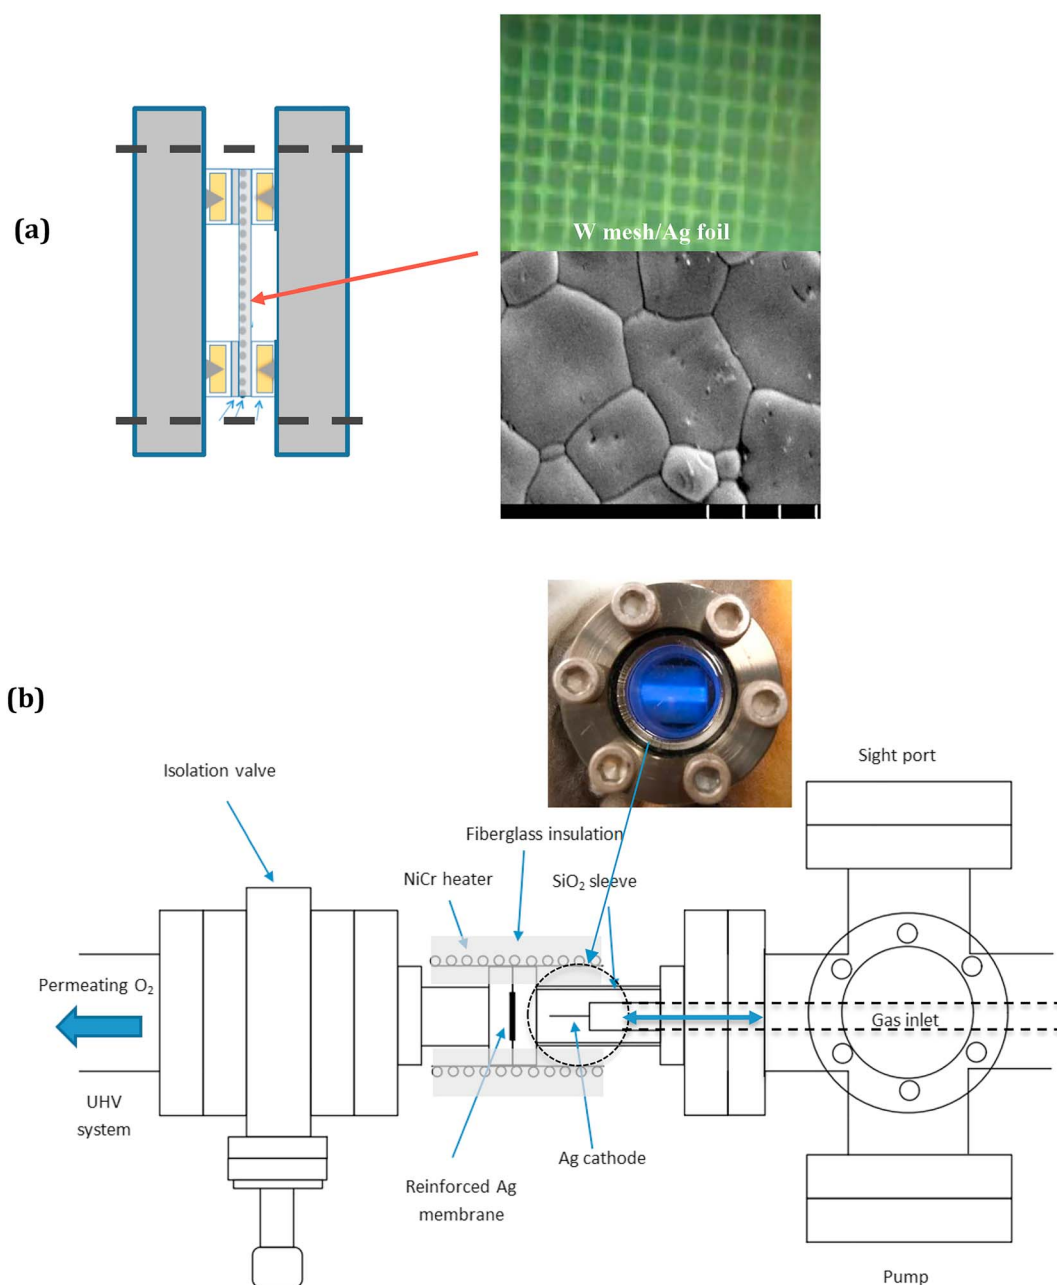 (a)
W mesh/Ag foil
(b)
Isolation valve
Sight port
Fiberglass insulation
NiCr heater
SiO₂ sleeve
Permeating O₂
Gas inlet
UHV
system
Ag cathode
Reinforced Ag
membrane
Pump